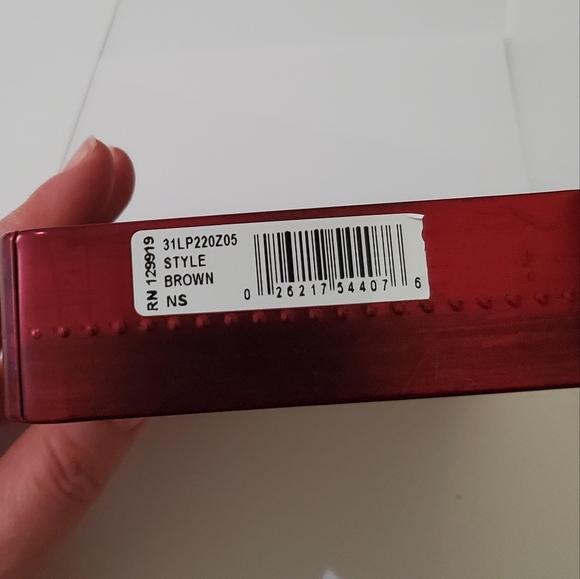 RN 129919
31LP220Z05
STYLE
BROWN
NS
0 26217 54407 6